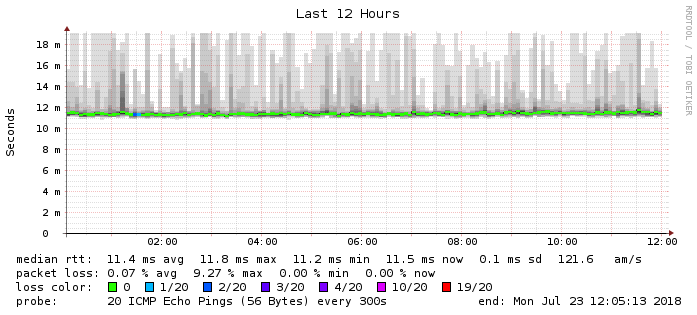 Last 12 Hours
RRDTOOL / TOBI OETIKER
Seconds
18 m
16 m
14 m
12 m
10 m
8 m
6 m
4 m
2 m
0
02:00 04:00 06:00 08:00 10:00 12:00
median rtt: 11.4 ms avg 11.8 ms max 11.2 ms min 11.5 ms now 0.1 ms sd 121.6 am/s
packet loss: 0.07 % avg 9.27 % max 0.00 % min 0.00 % now
loss color: 0 1/20 2/20 3/20 4/20 10/20 19/20
probe: 20 ICMP Echo Pings (56 Bytes) every 300s end: Mon Jul 23 12:05:13 2018